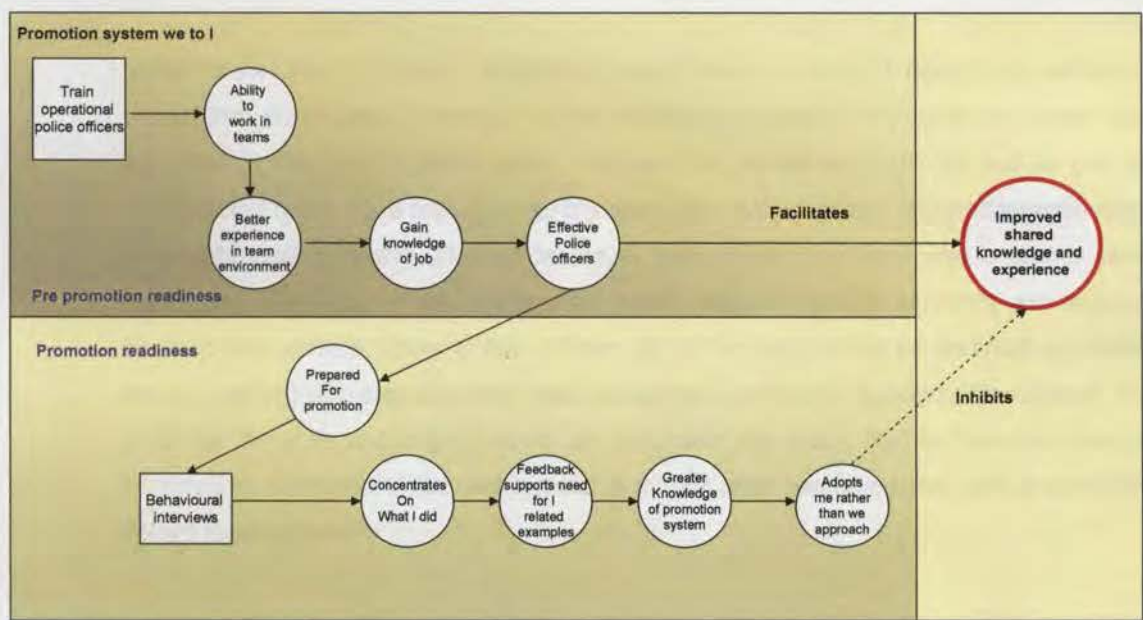 Promotion system we to I
Train
operational
police officers
Ability
to
work in
teams
Better
experience
in team
environment
Gain
knowledge
of job
Effective
Police
officers
Facilitates
Improved
shared
knowledge and
experience
Pre promotion readiness
Promotion readiness
Prepared
For
promotion
Inhibits
Behavioural
interviews
Concentrates
On
What I did
Feedback
supports need
for I
related
examples
Greater
Knowledge
of promotion
system
Adopts
me rather
than we
approach